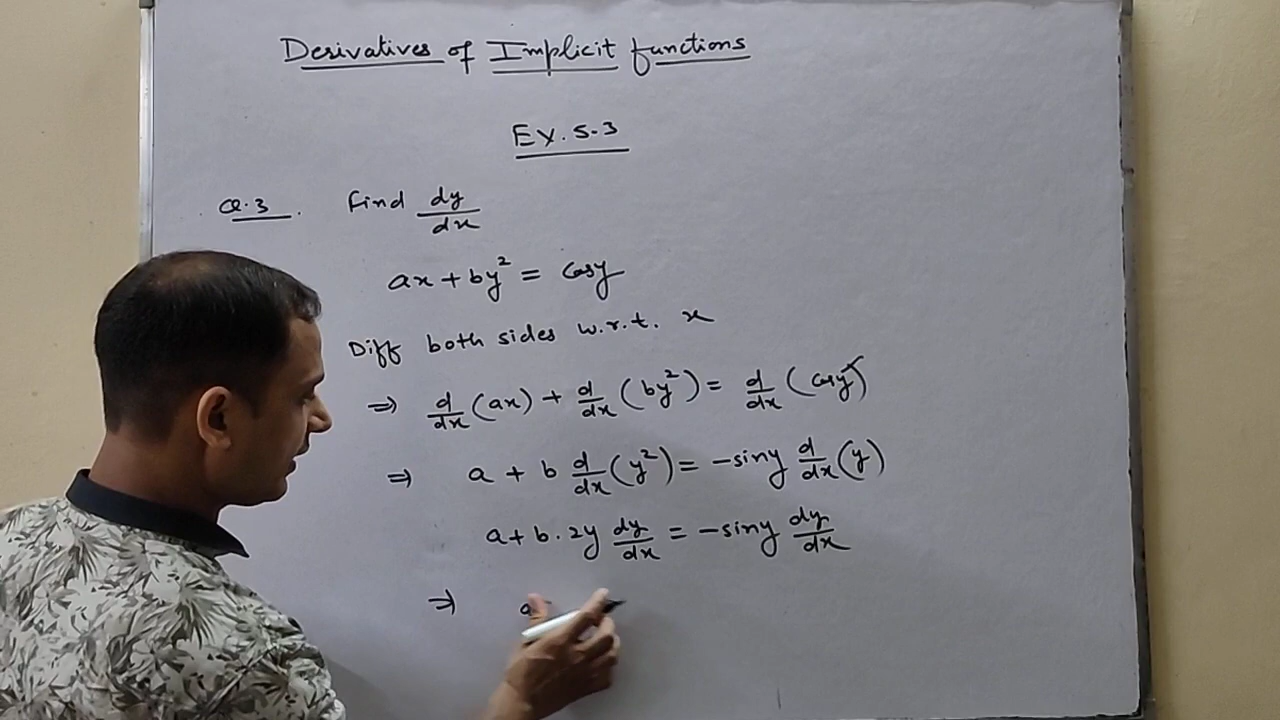 Derivatives of Implicit functions
Ex. 5.3
Q.3. Find dy/dx
ax + by² = cosy
Diff both sides w.r.t. x
⇒ d/dx (ax) + d/dx (by²) = d/dx (cosy)
⇒ a + b d/dx (y²) = -siny d/dx (y)
a + b · 2y dy/dx = -siny dy/dx
⇒ a